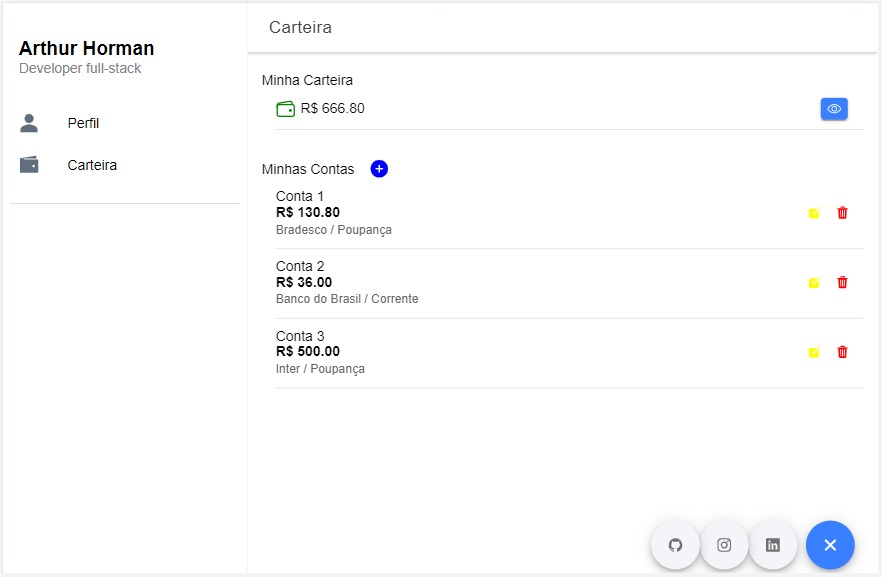 Arthur Horman
Developer full-stack
Perfil
Carteira
Carteira
Minha Carteira
R$ 666.80
Minhas Contas
Conta 1
R$ 130.80
Bradesco / Poupança
Conta 2
R$ 36.00
Banco do Brasil / Corrente
Conta 3
R$ 500.00
Inter / Poupança